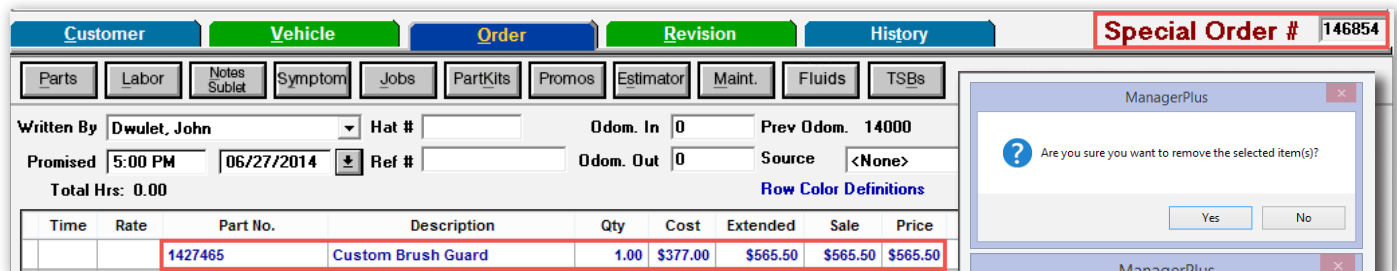 Customer Vehicle Order Revision History Special Order # 146854
Parts Labor Notes Sublet Symptom Jobs PartKits Promos Estimator Maint. Fluids TSBs
ManagerPlus
Written By Dwulet, John Hat # Odom. In 0 Prev Odom. 14000
Are you sure you want to remove the selected item(s)?
Promised 5:00 PM 06/27/2014 Ref # Odom. Out 0 Source <None>
Total Hrs: 0.00 Row Color Definitions
Yes No
Time Rate Part No. Description Qty Cost Extended Sale Price
1427465 Custom Brush Guard 1.00 $377.00 $565.50 $565.50 $565.50
ManagerPlus